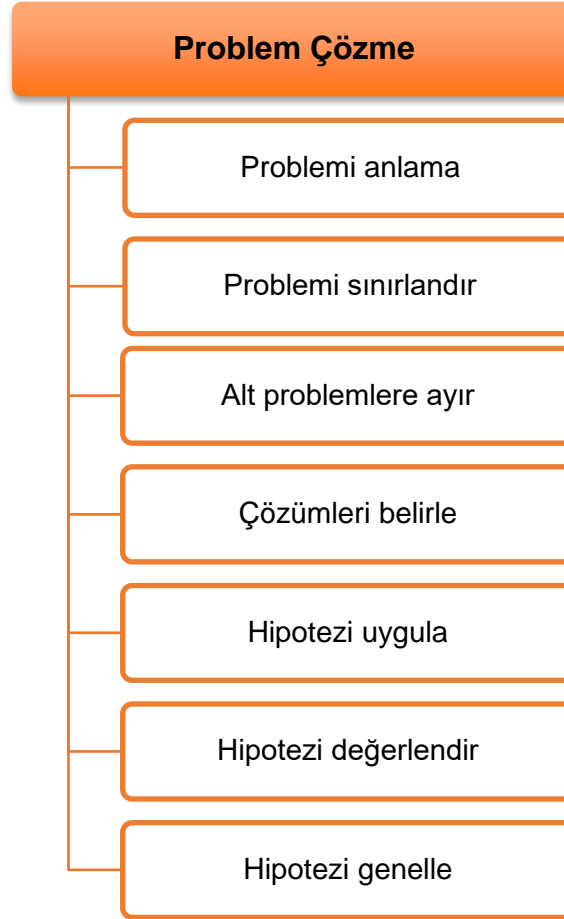 Problem Çözme
Problemi anlama
Problemi sınırlandır
Alt problemlere ayır
Çözümleri belirle
Hipotezi uygula
Hipotezi değerlendir
Hipotezi genelle